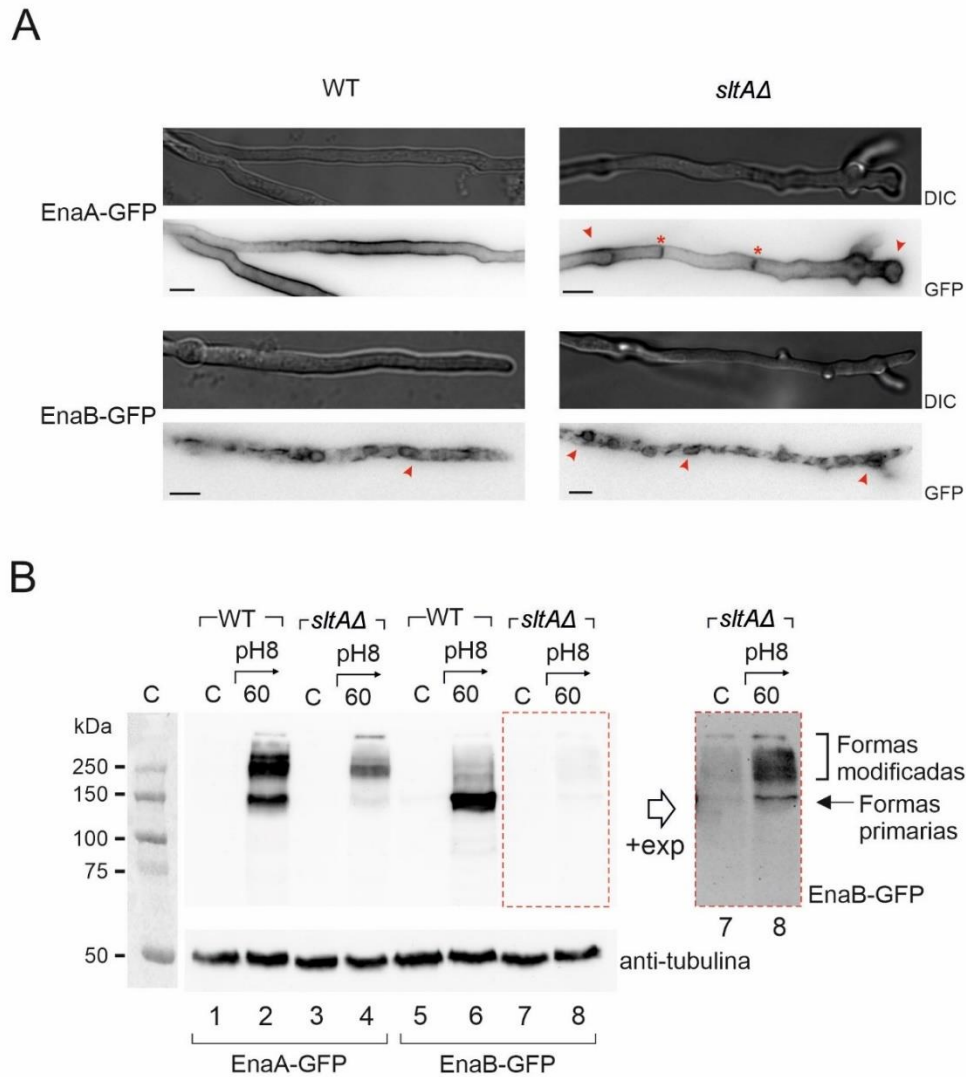 A
WT
sltAΔ
EnaA-GFP
DIC
* *
GFP
EnaB-GFP
DIC
GFP
B
WT sltAΔ WT sltAΔ sltAΔ
pH8 pH8 pH8 pH8 pH8
C C 60 C 60 C 60 C 60 C 60
kDa
250
150
100
75
50
Formas
modificadas
Formas
primarias
+exp
EnaB-GFP
7 8
anti-tubulina
1 2 3 4 5 6 7 8
EnaA-GFP EnaB-GFP